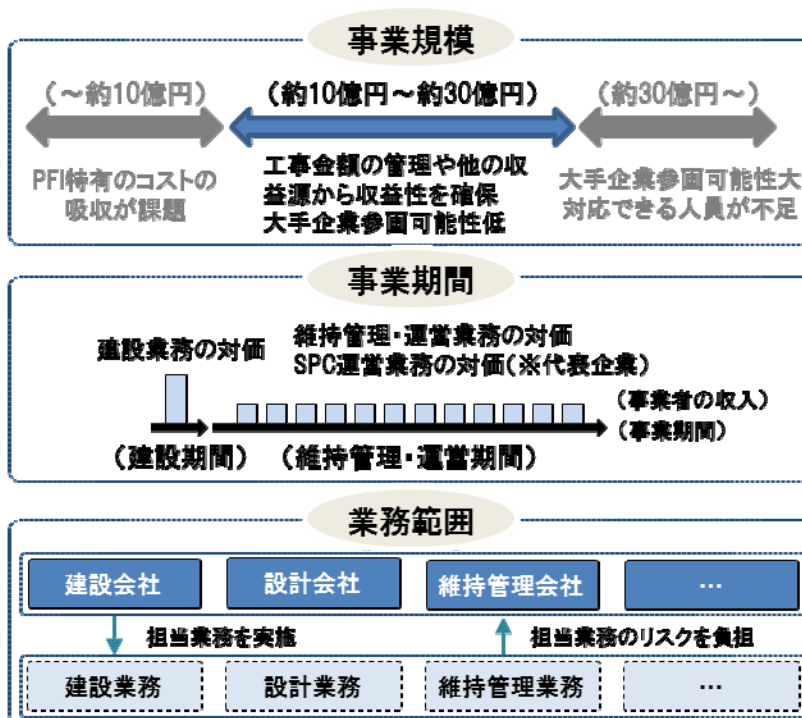 事業規模
(~約10億円)
(約10億円~約30億円)
(約30億円~)
PFI特有のコストの
吸収が課題
工事金額の管理や他の収
益源から収益性を確保
大手企業参画可能性低
大手企業参画可能性大
対応できる人員が不足
事業期間
建設業務の対価
維持管理・運営業務の対価
SPC運営業務の対価(※代表企業)
(事業者の収入)
(事業期間)
(建設期間)
(維持管理・運営期間)
業務範囲
建設会社
設計会社
維持管理会社
…
担当業務を実施
担当業務のリスクを負担
建設業務
設計業務
維持管理業務
…